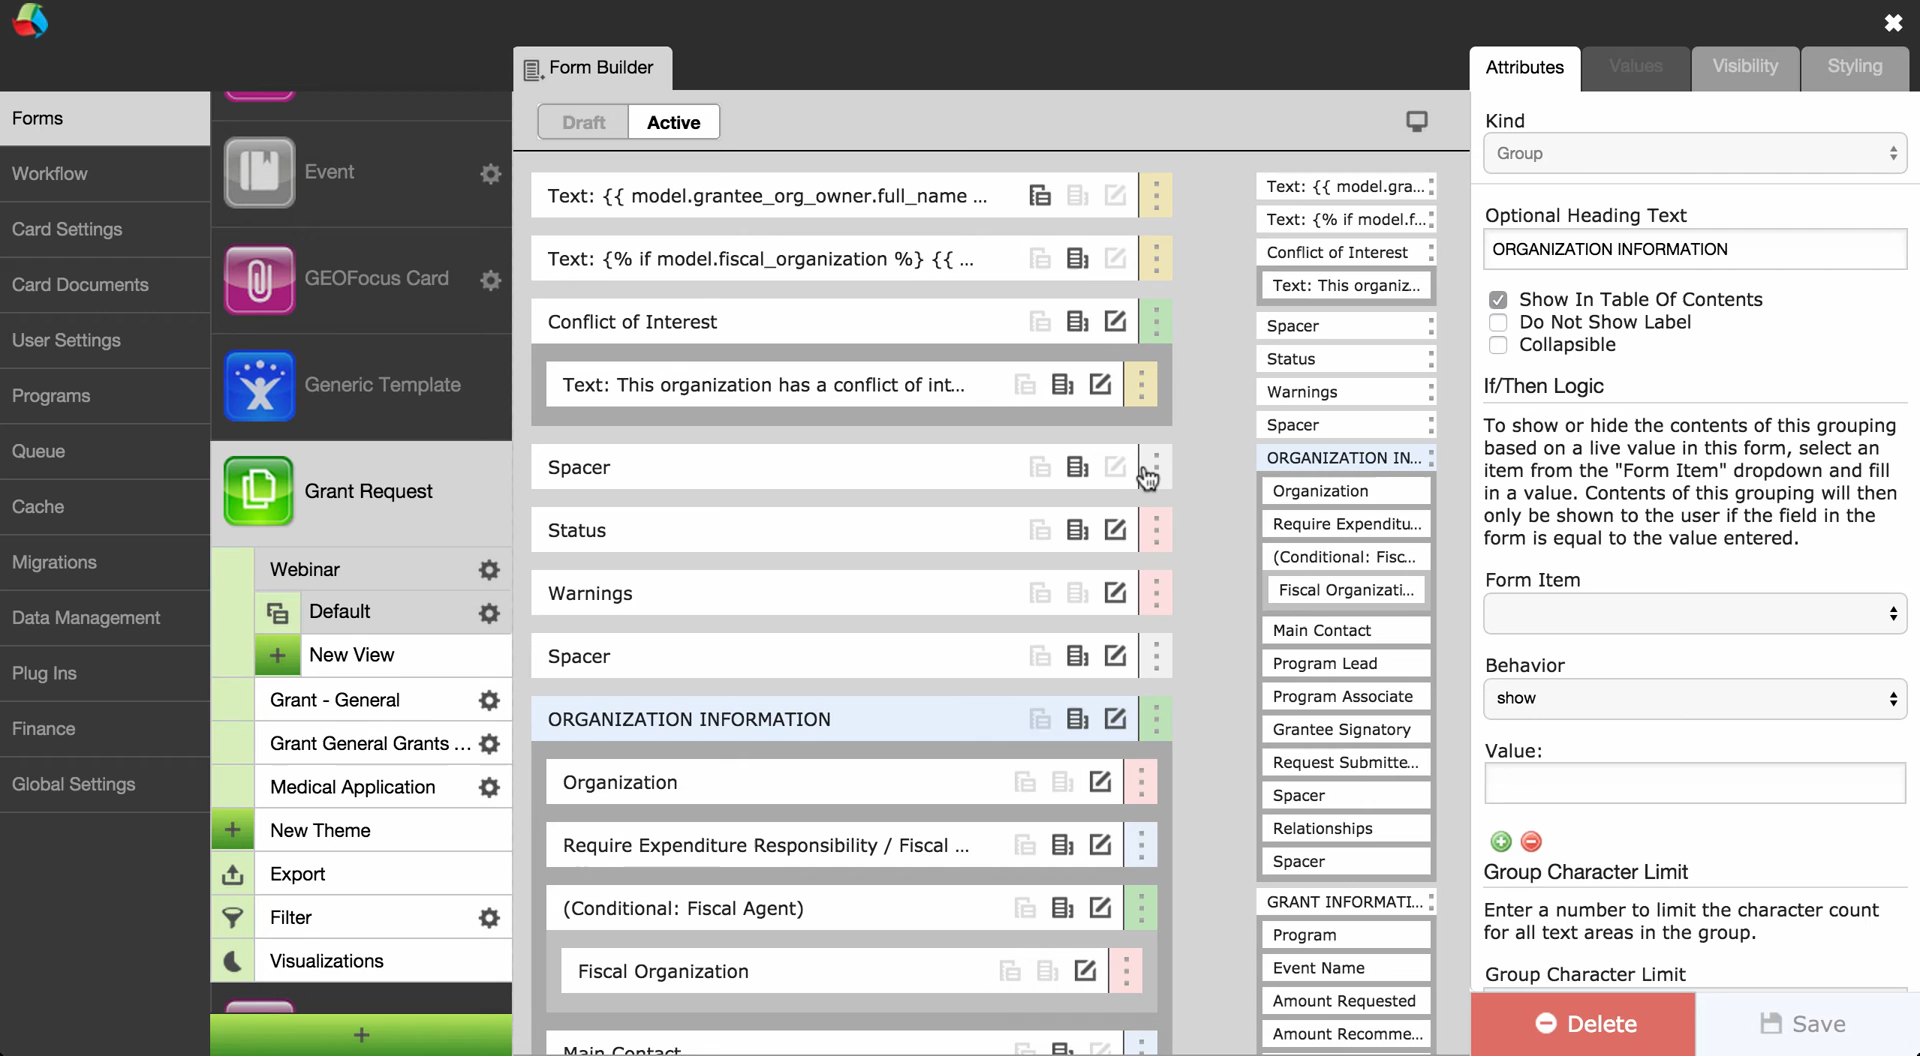 Form Builder
Attributes
Values
Visibility
Styling
Forms
Workflow
Card Settings
Card Documents
User Settings
Programs
Queue
Cache
Migrations
Data Management
Plug Ins
Finance
Global Settings
Event
GEOFocus Card
Generic Template
Grant Request
Webinar
Default
New View
Grant - General
Grant General Grants ...
Medical Application
New Theme
Export
Filter
Visualizations
Draft
Active
Text: {{ model.grantee_org_owner.full_name ...
Text: {% if model.fiscal_organization %} {{ ...
Conflict of Interest
Text: This organization has a conflict of int...
Spacer
Status
Warnings
Spacer
ORGANIZATION INFORMATION
Organization
Require Expenditure Responsibility / Fiscal ...
(Conditional: Fiscal Agent)
Fiscal Organization
Main Contact
Text: {{ model.gra...
Text: {% if model.f...
Conflict of Interest
Text: This organiz...
Spacer
Status
Warnings
Spacer
ORGANIZATION IN...
Organization
Require Expenditu...
(Conditional: Fisc...
Fiscal Organizati...
Main Contact
Program Lead
Program Associate
Grantee Signatory
Request Submitte...
Spacer
Relationships
Spacer
GRANT INFORMATI...
Program
Event Name
Amount Requested
Amount Recomme...
Kind
Group
Optional Heading Text
ORGANIZATION INFORMATION
Show In Table Of Contents
Do Not Show Label
Collapsible
If/Then Logic
To show or hide the contents of this grouping
based on a live value in this form, select an
item from the "Form Item" dropdown and fill
in a value. Contents of this grouping will then
only be shown to the user if the field in the
form is equal to the value entered.
Form Item
Behavior
show
Value:
Group Character Limit
Enter a number to limit the character count
for all text areas in the group.
Group Character Limit
Delete
Save